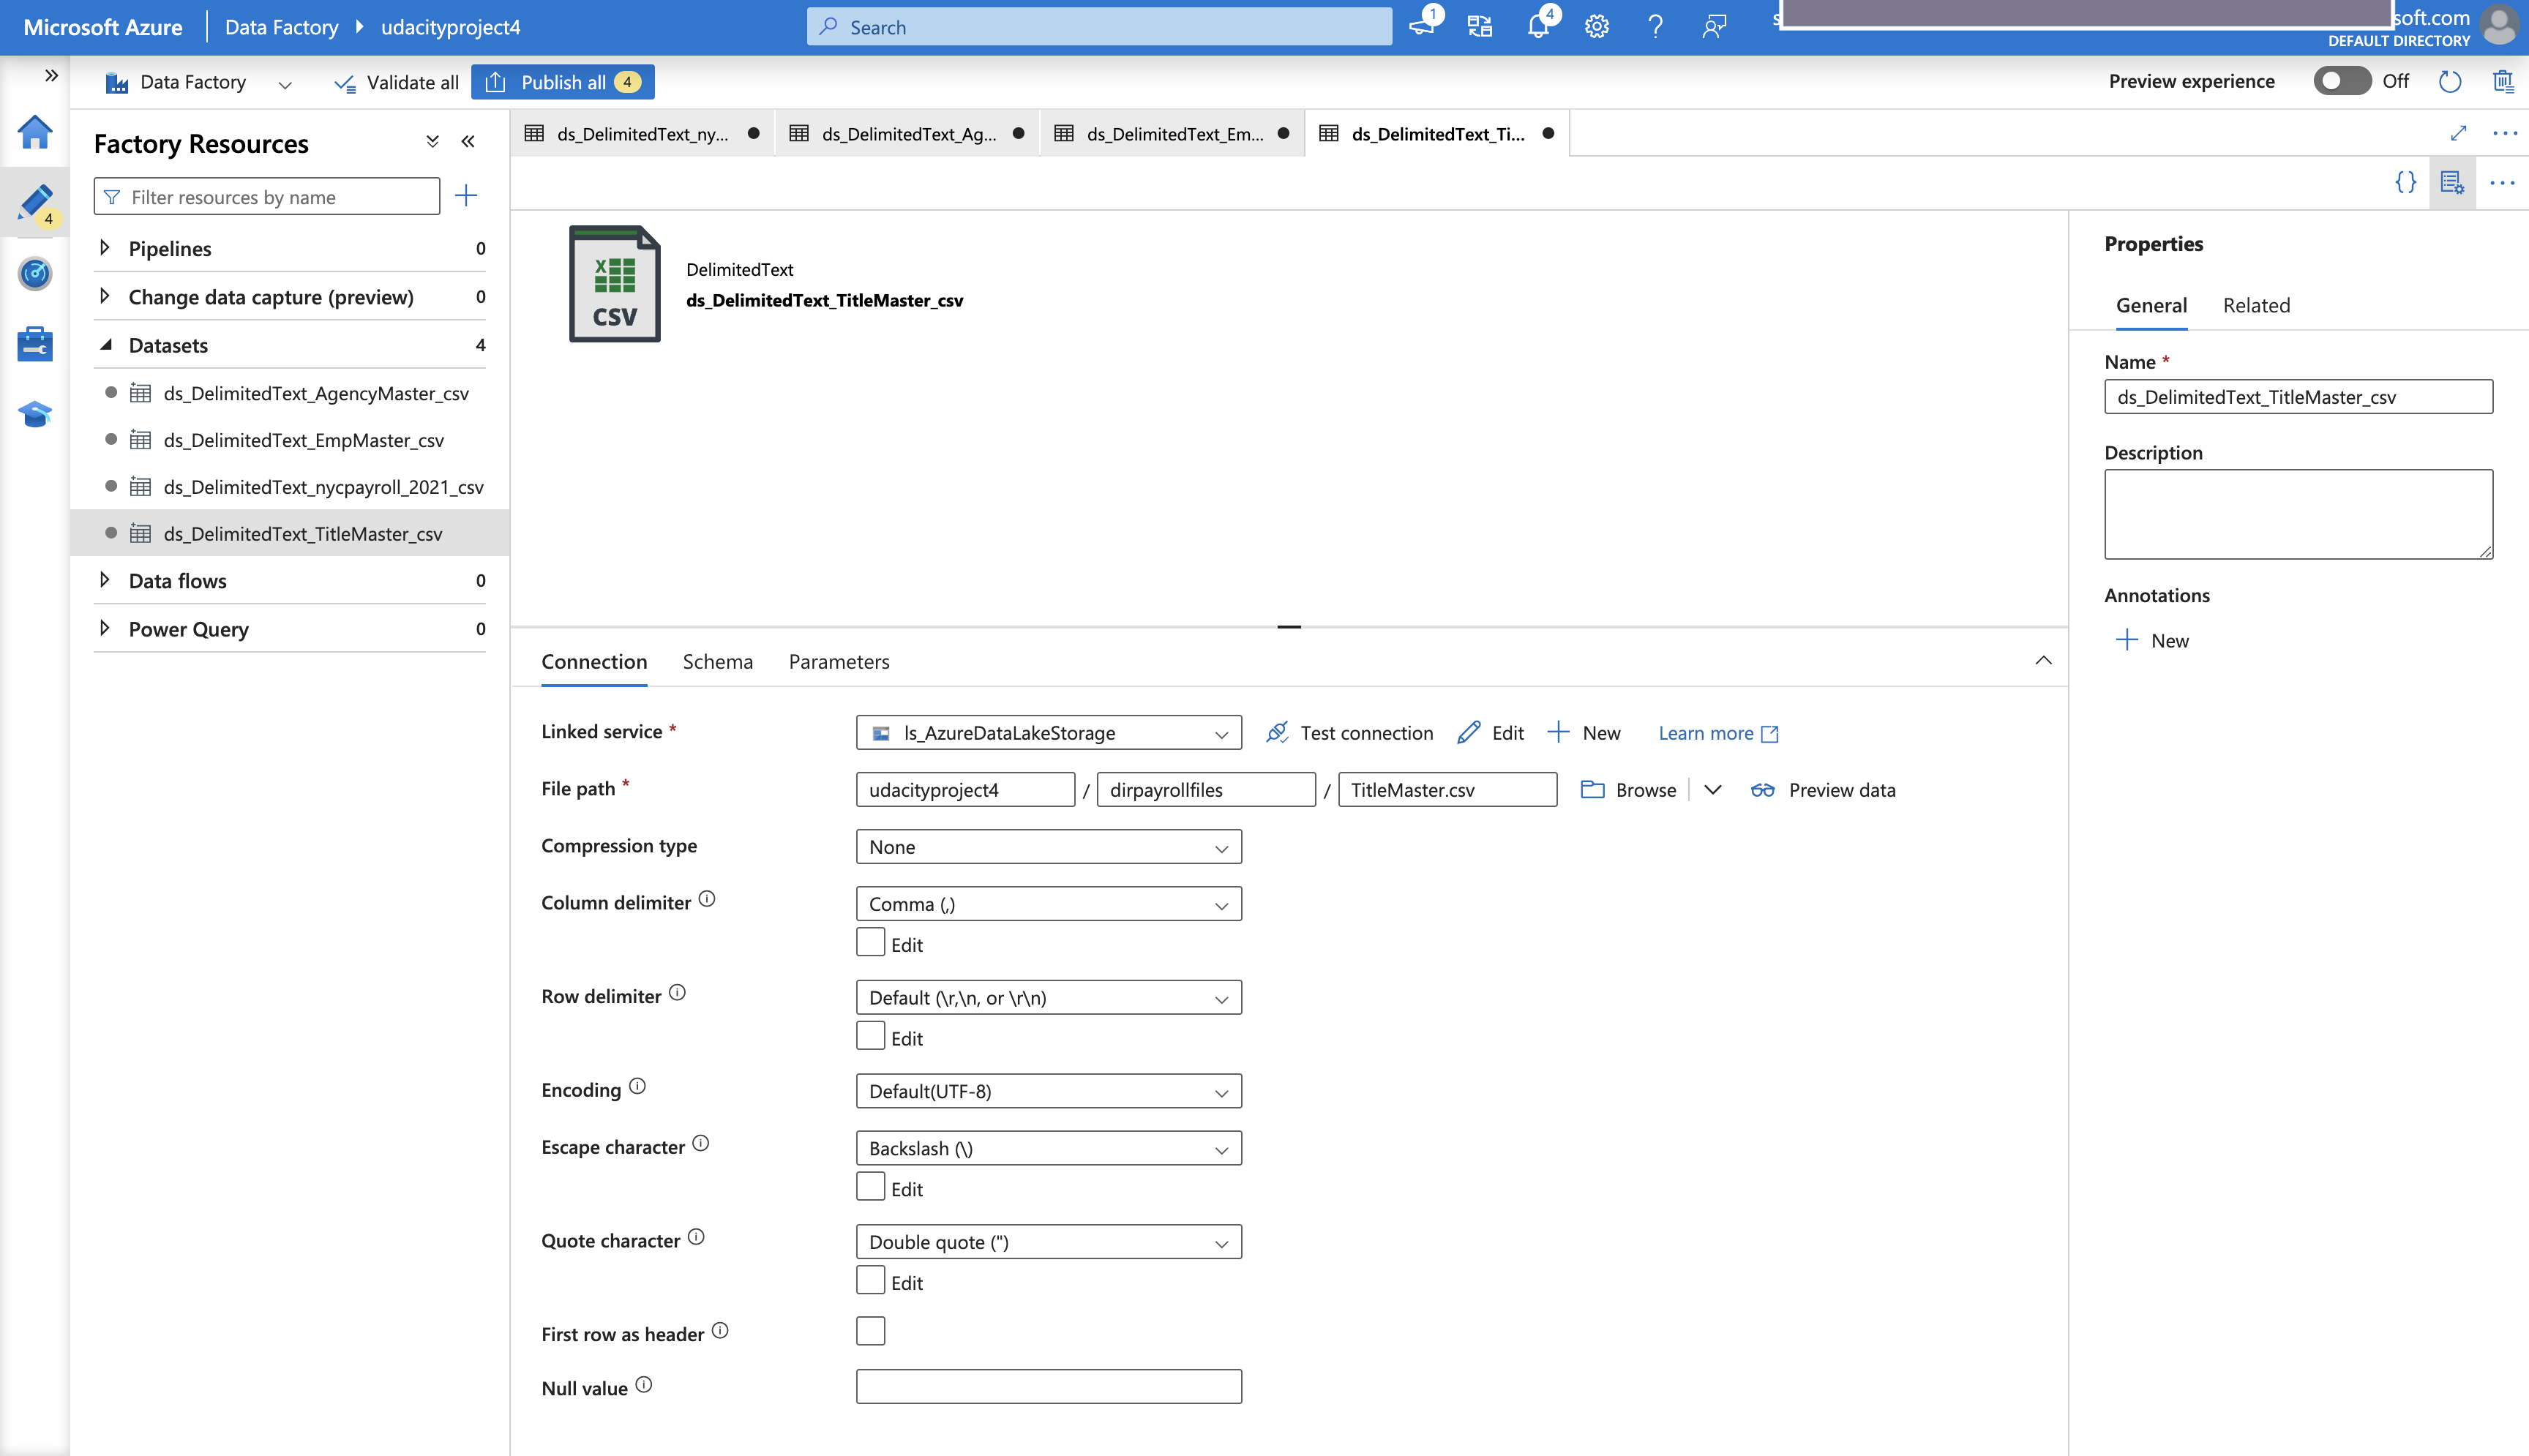 Microsoft Azure
Data Factory
udacityproject4
Search
1
4
soft.com
DEFAULT DIRECTORY
Data Factory
Validate all
Publish all 4
Preview experience
Off
4
Factory Resources
Filter resources by name
Pipelines 0
Change data capture (preview) 0
Datasets 4
ds_DelimitedText_AgencyMaster_csv
ds_DelimitedText_EmpMaster_csv
ds_DelimitedText_nycpayroll_2021_csv
ds_DelimitedText_TitleMaster_csv
Data flows 0
Power Query 0
ds_DelimitedText_ny...
ds_DelimitedText_Ag...
ds_DelimitedText_Em...
ds_DelimitedText_Ti...
{}
X
CSV
DelimitedText
ds_DelimitedText_TitleMaster_csv
Connection
Schema
Parameters
Linked service *
ls_AzureDataLakeStorage
Test connection
Edit
New
Learn more
File path *
udacityproject4 / dirpayrollfiles / TitleMaster.csv
Browse
Preview data
Compression type
None
Column delimiter
Comma (,)
Edit
Row delimiter
Default (\r,\n, or \r\n)
Edit
Encoding
Default(UTF-8)
Escape character
Backslash (\)
Edit
Quote character
Double quote (")
Edit
First row as header
Null value
Properties
General
Related
Name *
ds_DelimitedText_TitleMaster_csv
Description
Annotations
New